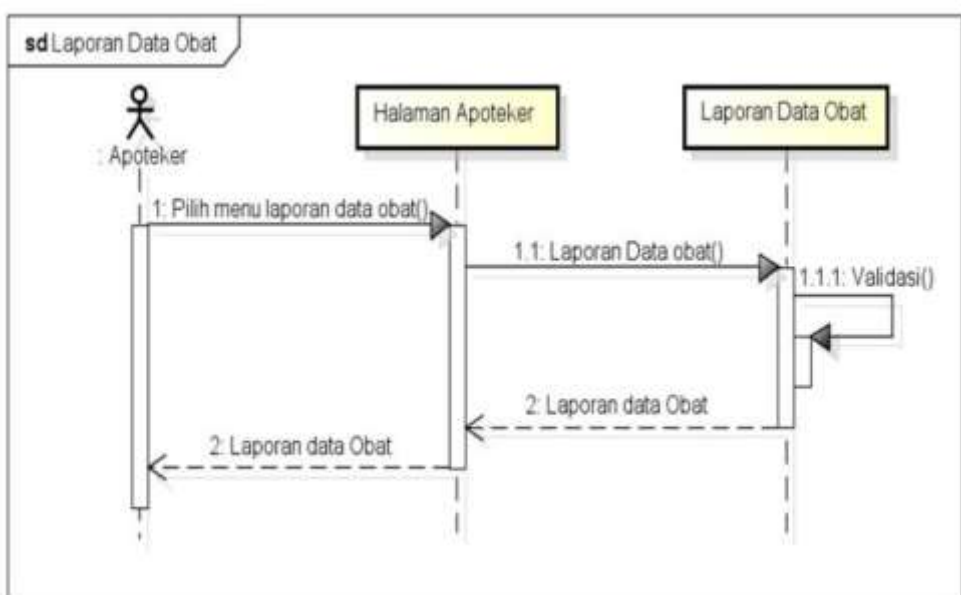 sd Laporan Data Obat
: Apoteker
Halaman Apoteker
Laporan Data Obat
1: Pilih menu laporan data obat()
1.1: Laporan Data obat()
1.1.1: Validasi()
2: Laporan data Obat
2: Laporan data Obat